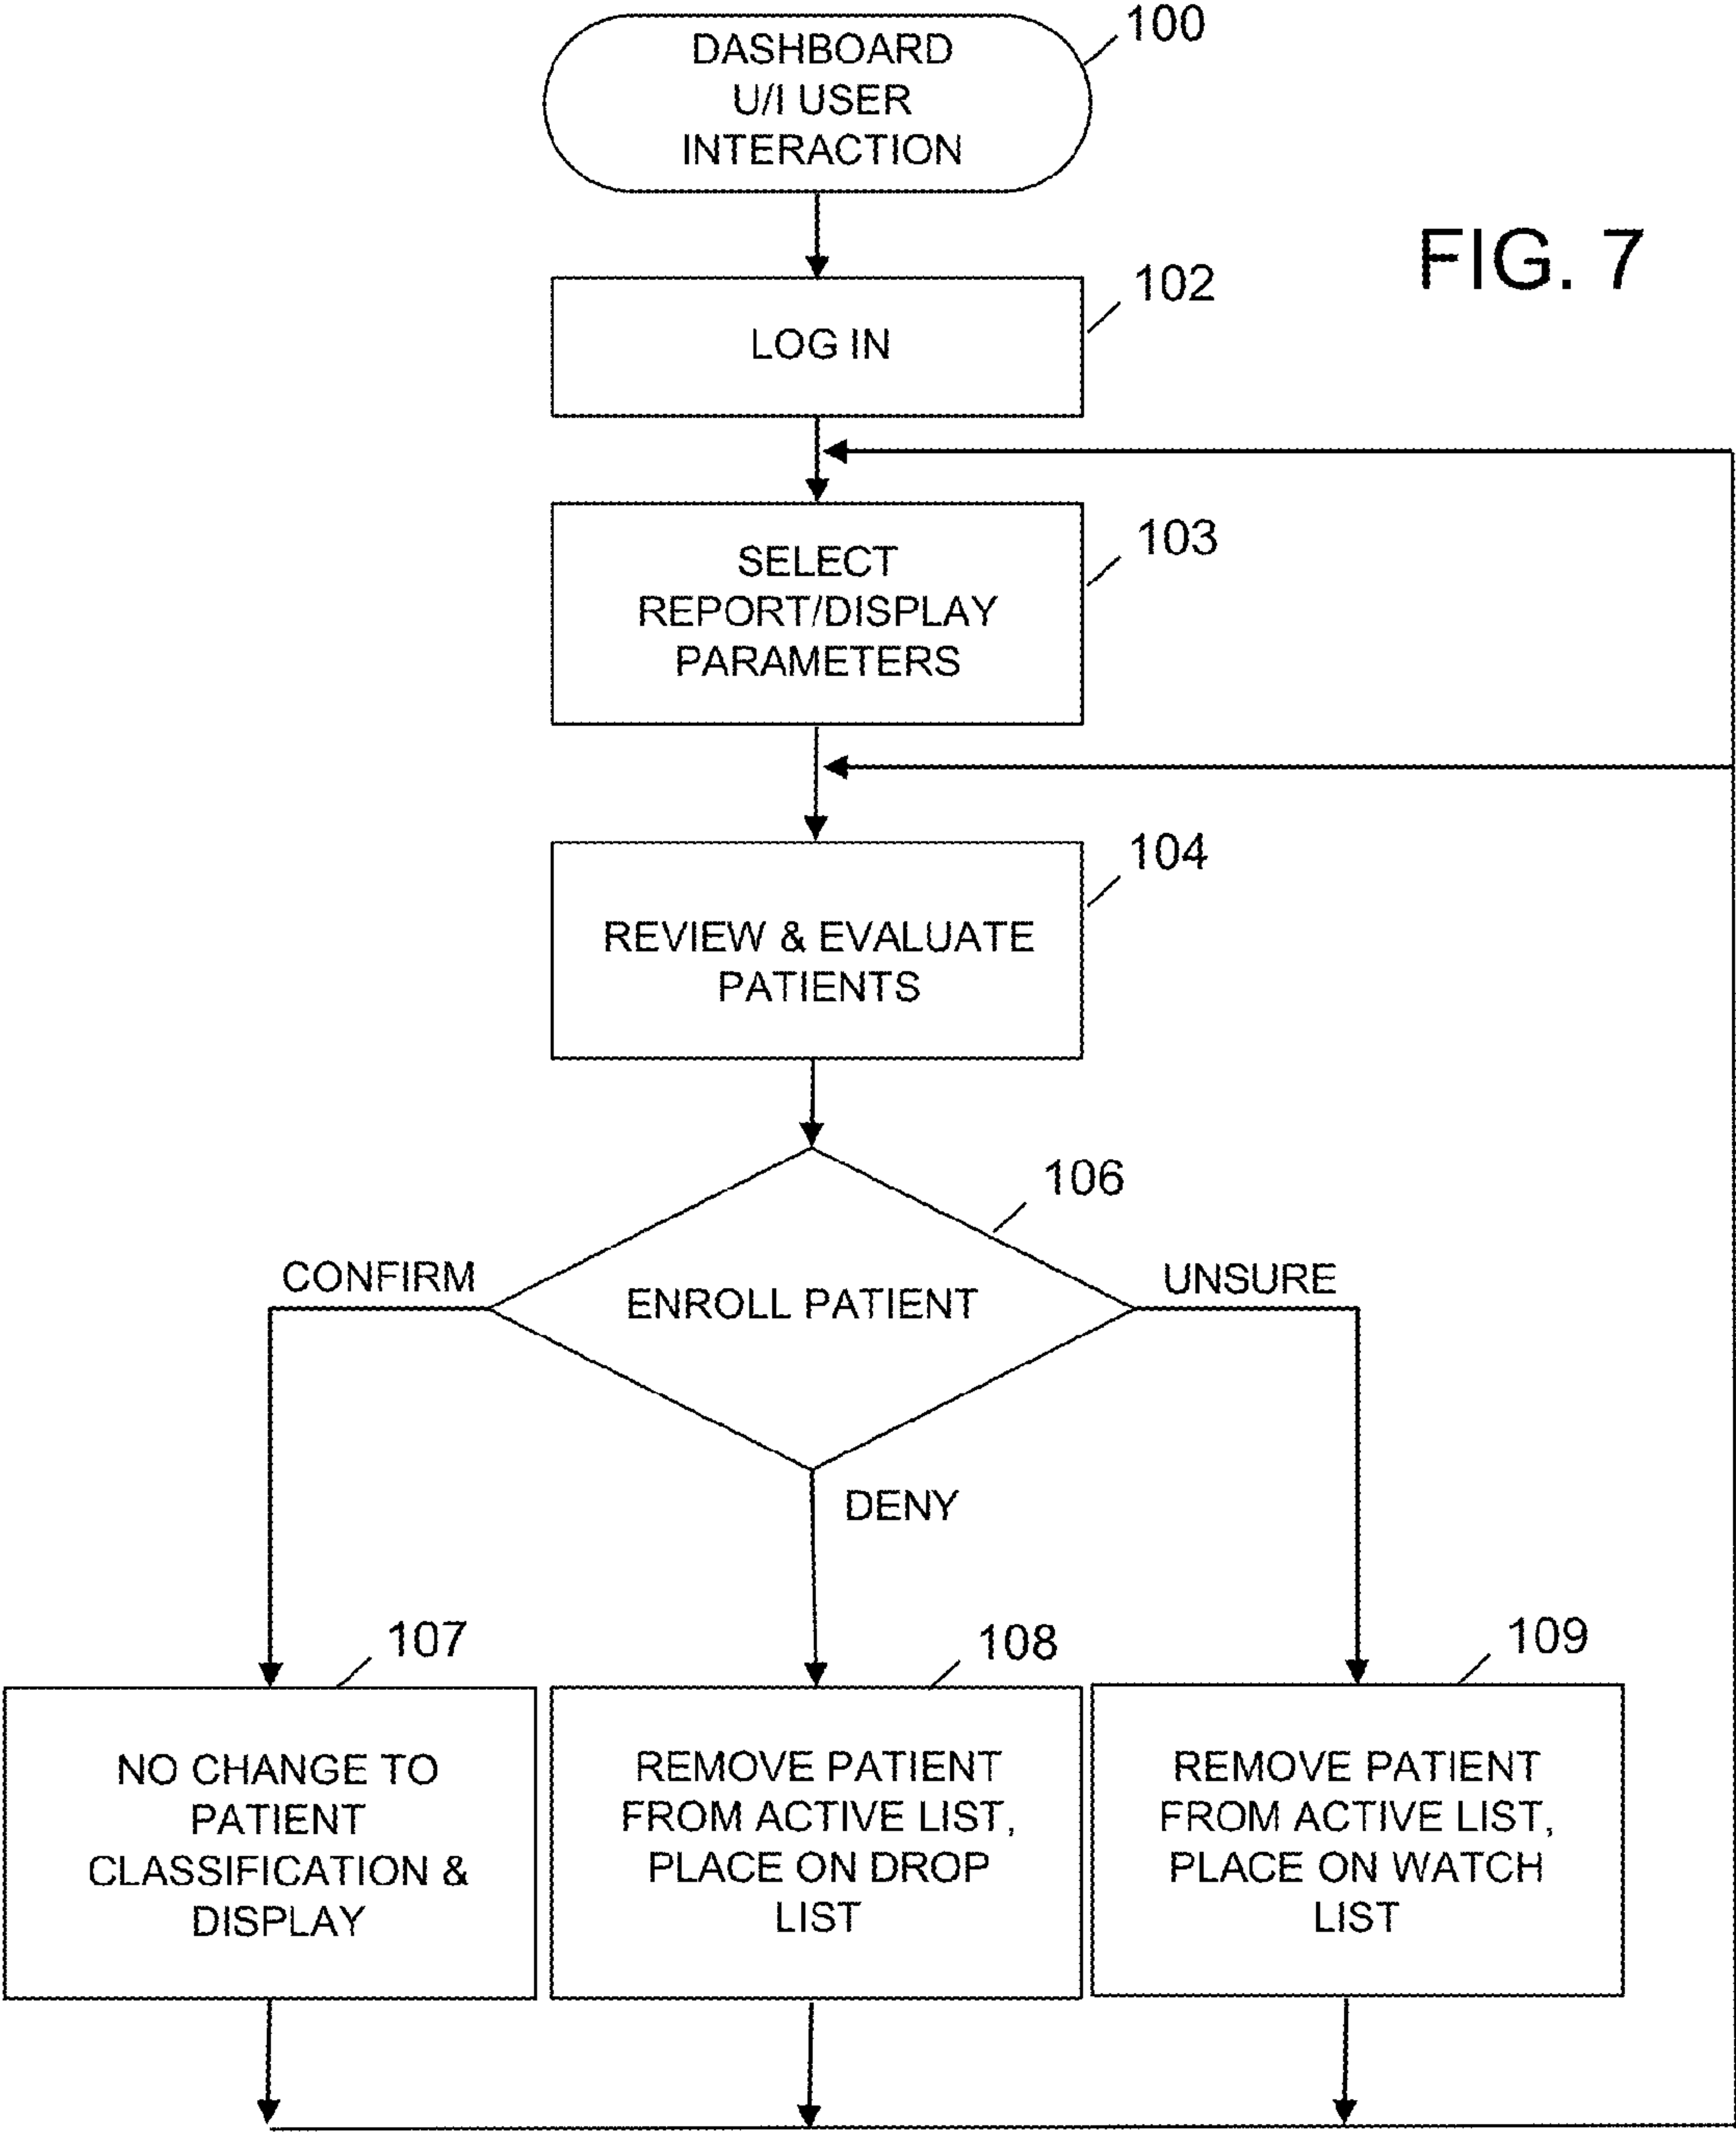 100
DASHBOARD
U/I USER
INTERACTION
FIG. 7
102
LOG IN
103
SELECT
REPORT/DISPLAY
PARAMETERS
104
REVIEW & EVALUATE
PATIENTS
106
CONFIRM
ENROLL PATIENT
UNSURE
DENY
107
NO CHANGE TO
PATIENT
CLASSIFICATION &
DISPLAY
108
REMOVE PATIENT
FROM ACTIVE LIST,
PLACE ON DROP
LIST
109
REMOVE PATIENT
FROM ACTIVE LIST,
PLACE ON WATCH
LIST